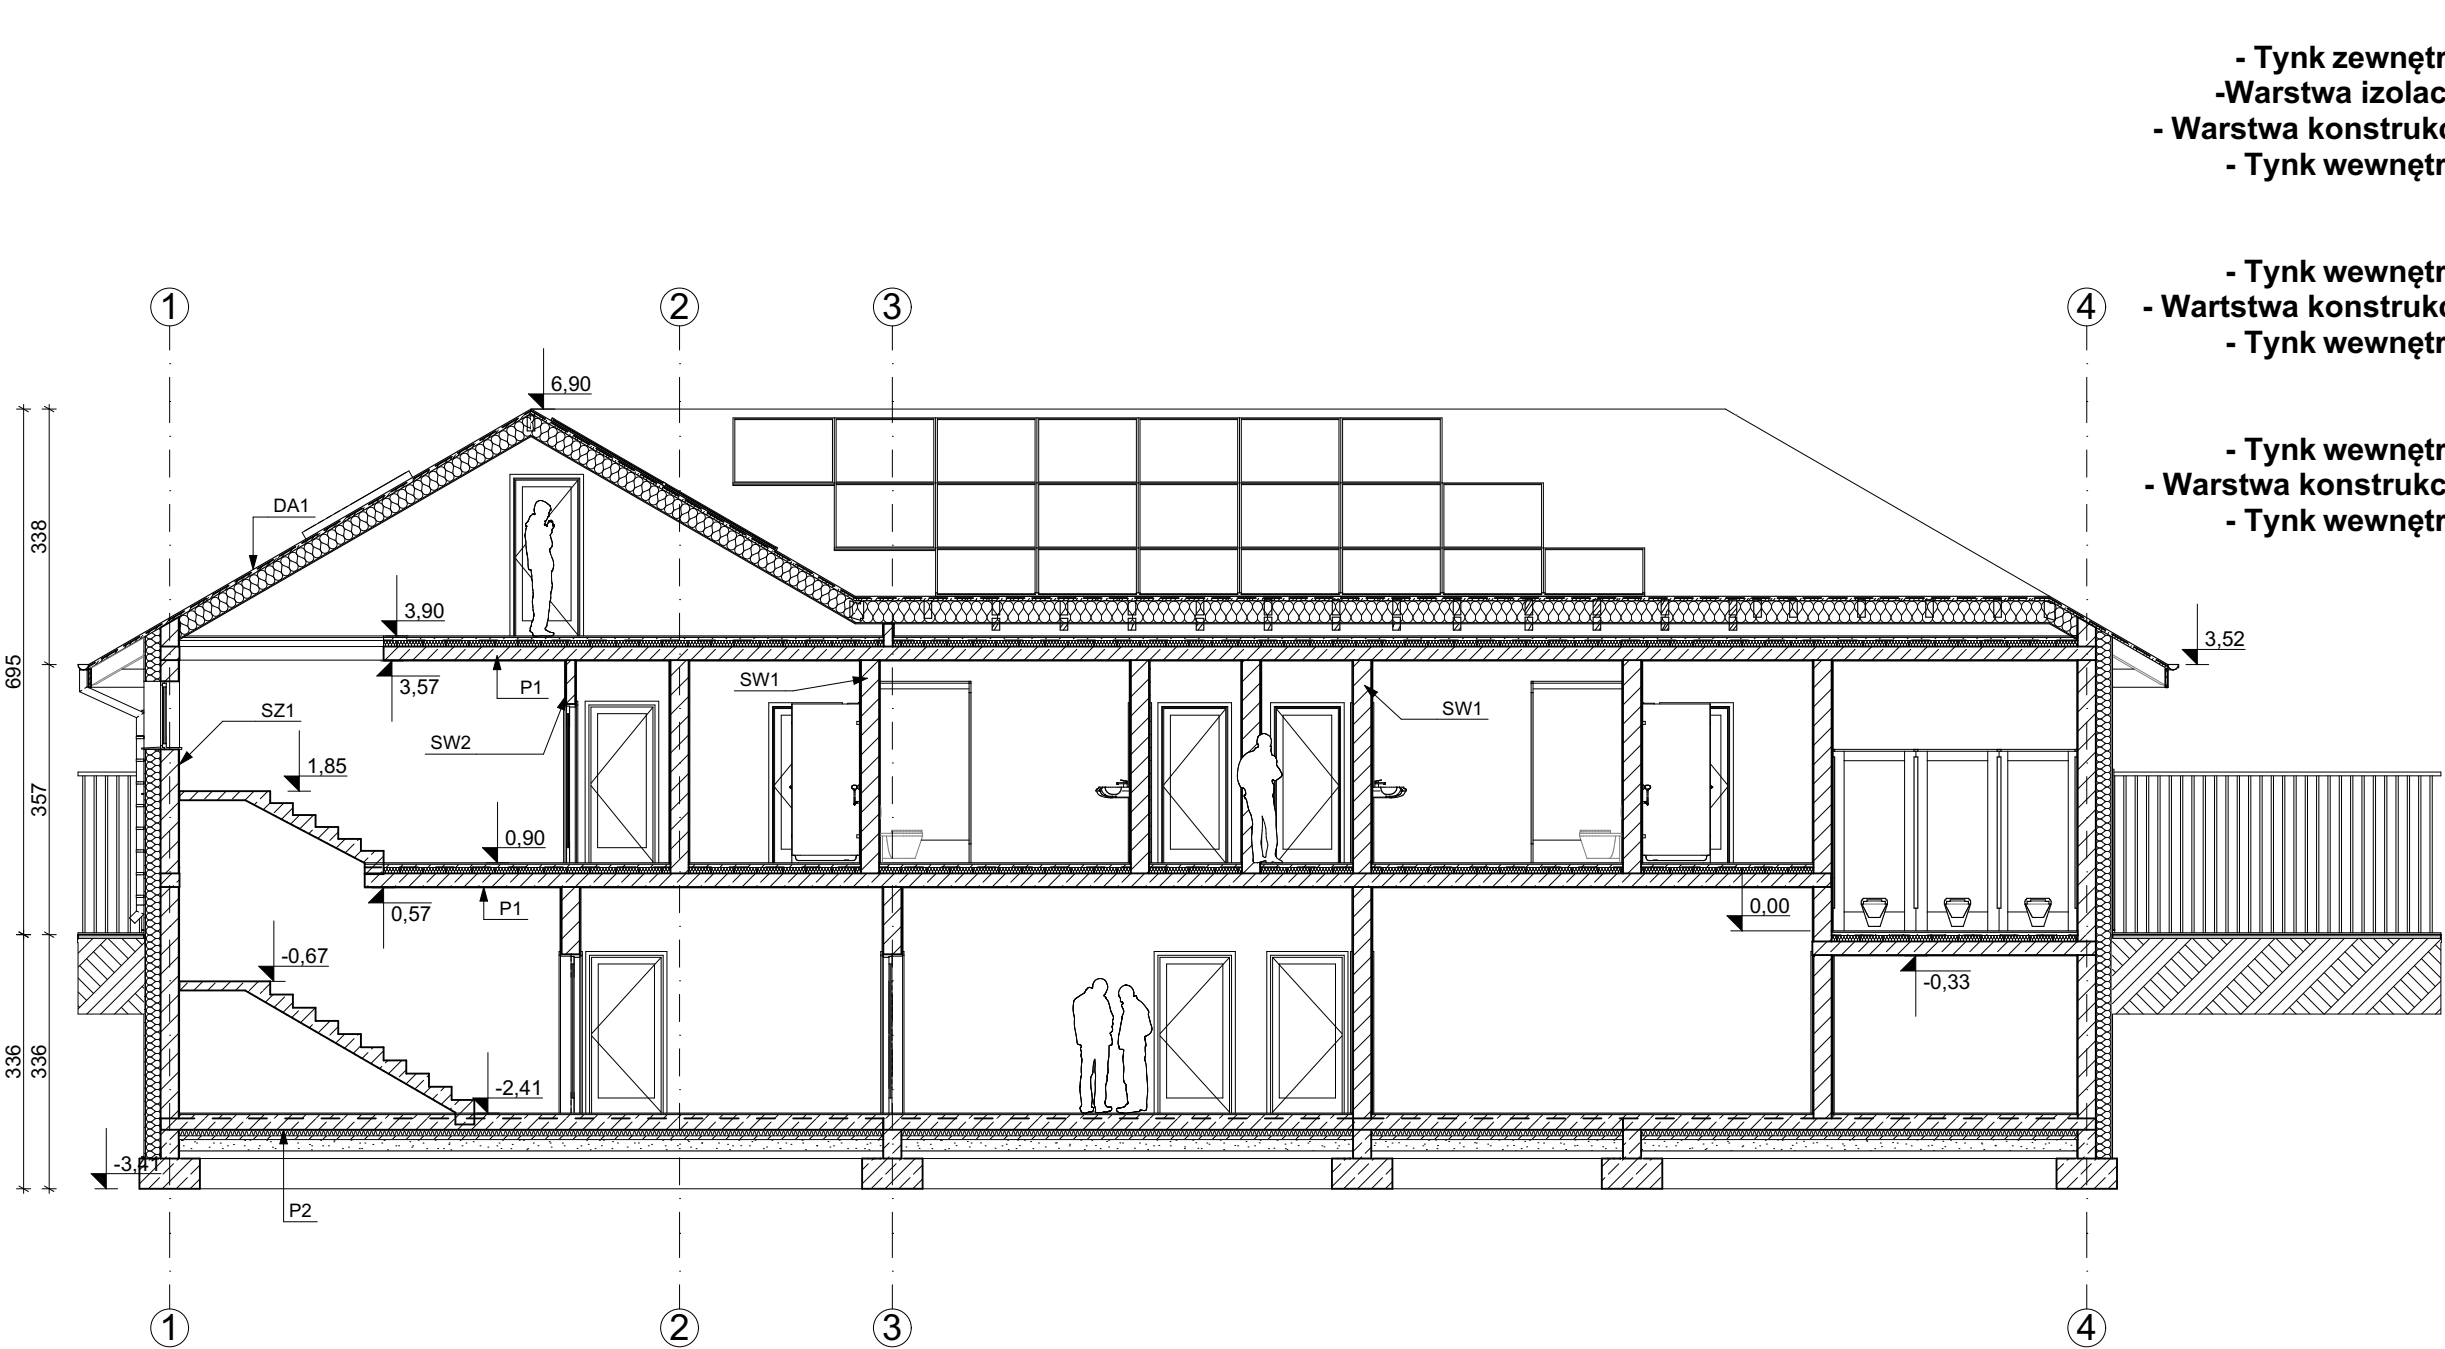 - Tynk zewnętr
-Warstwa izolac
- Warstwa konstrukc
- Tynk wewnętr
- Tynk wewnętr
- Wartstwa konstrukc
- Tynk wewnętr
- Tynk wewnętr
- Warstwa konstrukc
- Tynk wewnętr
1
2
3
4
6,90
DA1
338
3,90
3,52
695
3,57
P1
SW1
SW1
SZ1
SW2
1,85
357
0,90
0,57
P1
0,00
-0,67
-0,33
336
336
-2,41
-3,41
P2
1
2
3
4